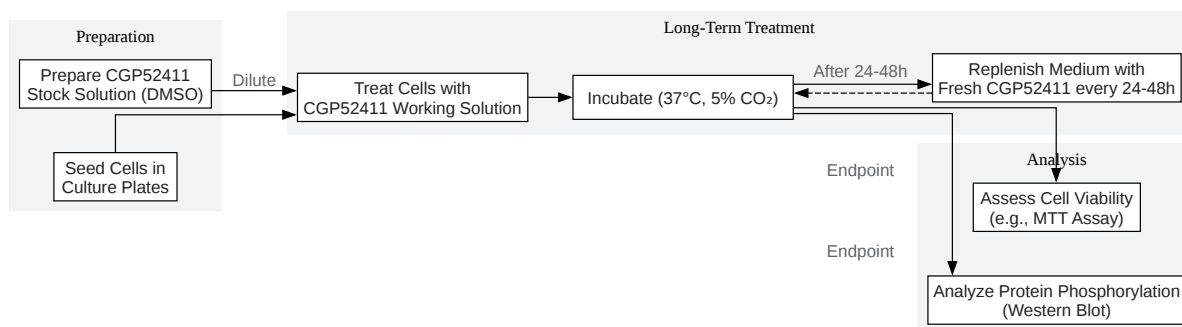 Preparation
Prepare CGP52411
Stock Solution (DMSO)
Seed Cells in
Culture Plates
Dilute
Long-Term Treatment
Treat Cells with
CGP52411 Working Solution
Incubate (37°C, 5% CO₂)
After 24-48h
Replenish Medium with
Fresh CGP52411 every 24-48h
Endpoint
Endpoint
Analysis
Assess Cell Viability
(e.g., MTT Assay)
Analyze Protein Phosphorylation
(Western Blot)